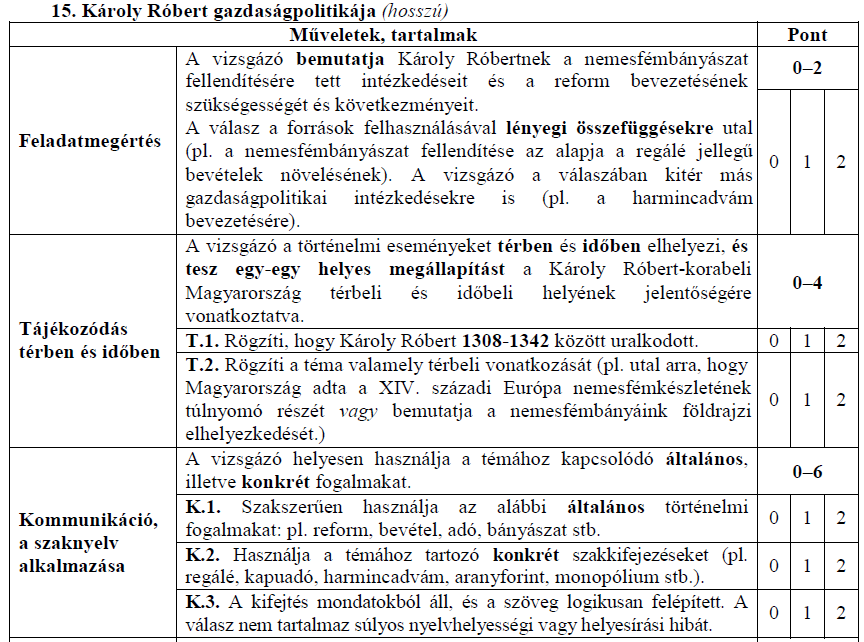 15. Károly Róbert gazdaságpolitikája (hosszú)
Műveletek, tartalmak
Pont
Feladatmegértés
A vizsgázó bemutatja Károly Róbertnek a nemesfémbányászat
fellendítésére tett intézkedéseit és a reform bevezetésének
szükségességét és következményeit.
0–2
A válasz a források felhasználásával lényegi összefüggésekre utal
(pl. a nemesfémbányászat fellendítése az alapja a regálé jellegű
bevételek növelésének). A vizsgázó a válaszában kitér más
gazdaságpolitikai intézkedésekre is (pl. a harmincadvám
bevezetésére).
0 1 2
Tájékozódás
térben és időben
A vizsgázó a történelmi eseményeket térben és időben elhelyezi, és
tesz egy-egy helyes megállapítást a Károly Róbert-korabeli
Magyarország térbeli és időbeli helyének jelentőségére
vonatkoztatva.
0–4
T.1. Rögzíti, hogy Károly Róbert 1308-1342 között uralkodott.
0 1 2
T.2. Rögzíti a téma valamely térbeli vonatkozását (pl. utal arra, hogy
Magyarország adta a XIV. századi Európa nemesfémkészletének
túlnyomó részét vagy bemutatja a nemesfémbányáink földrajzi
elhelyezkedését.)
0 1 2
Kommunikáció,
a szaknyelv
alkalmazása
A vizsgázó helyesen használja a témához kapcsolódó általános,
illetve konkrét fogalmakat.
0–6
K.1. Szakszerűen használja az alábbi általános történelmi
fogalmakat: pl. reform, bevétel, adó, bányászat stb.
0 1 2
K.2. Használja a témához tartozó konkrét szakkifejezéseket (pl.
regálé, kapuadó, harmincadvám, aranyforint, monopólium stb.).
0 1 2
K.3. A kifejtés mondatokból áll, és a szöveg logikusan felépített. A
válasz nem tartalmaz súlyos nyelvhelyességi vagy helyesírási hibát.
0 1 2